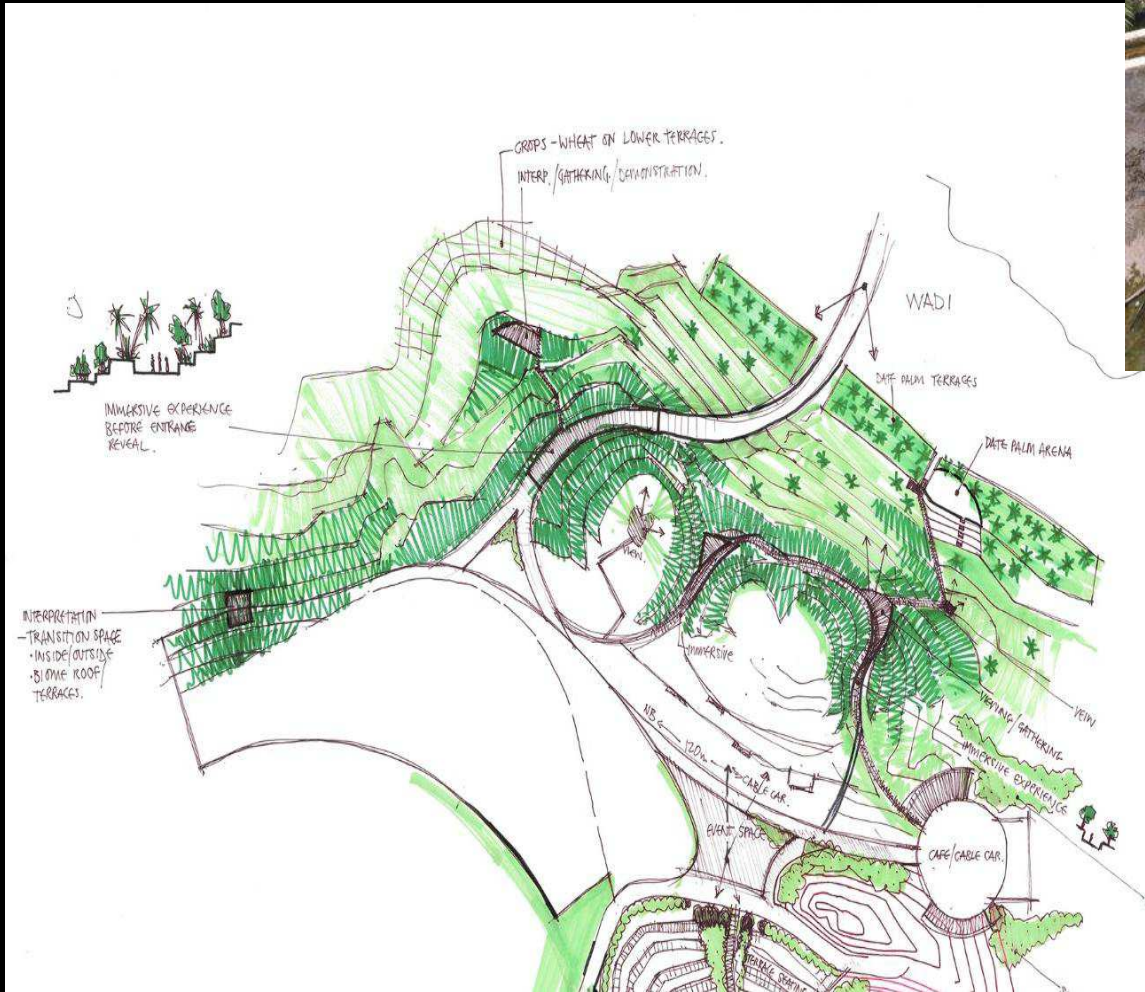 CROPS - WHEAT ON LOWER TERRACES.
INTERP./GATHERING/DEMONSTRATION.
WADI
DATE PALM TERRACES
DATE PALM ARENA
IMMERSIVE EXPERIENCE
BEFORE ENTRANCE
REVEAL.
VIEW
INTERPRETATION
- TRANSITION SPACE
• INSIDE/OUTSIDE
• BIOME ROOF/
TERRACES.
IMMERSIVE
VIEWING/GATHERING
VEIW
IMMERSIVE EXPERIENCE
NB
120m
CABLE CAR.
EVENT SPACE
CAFE/CABLE CAR.
TERRACE SEATING